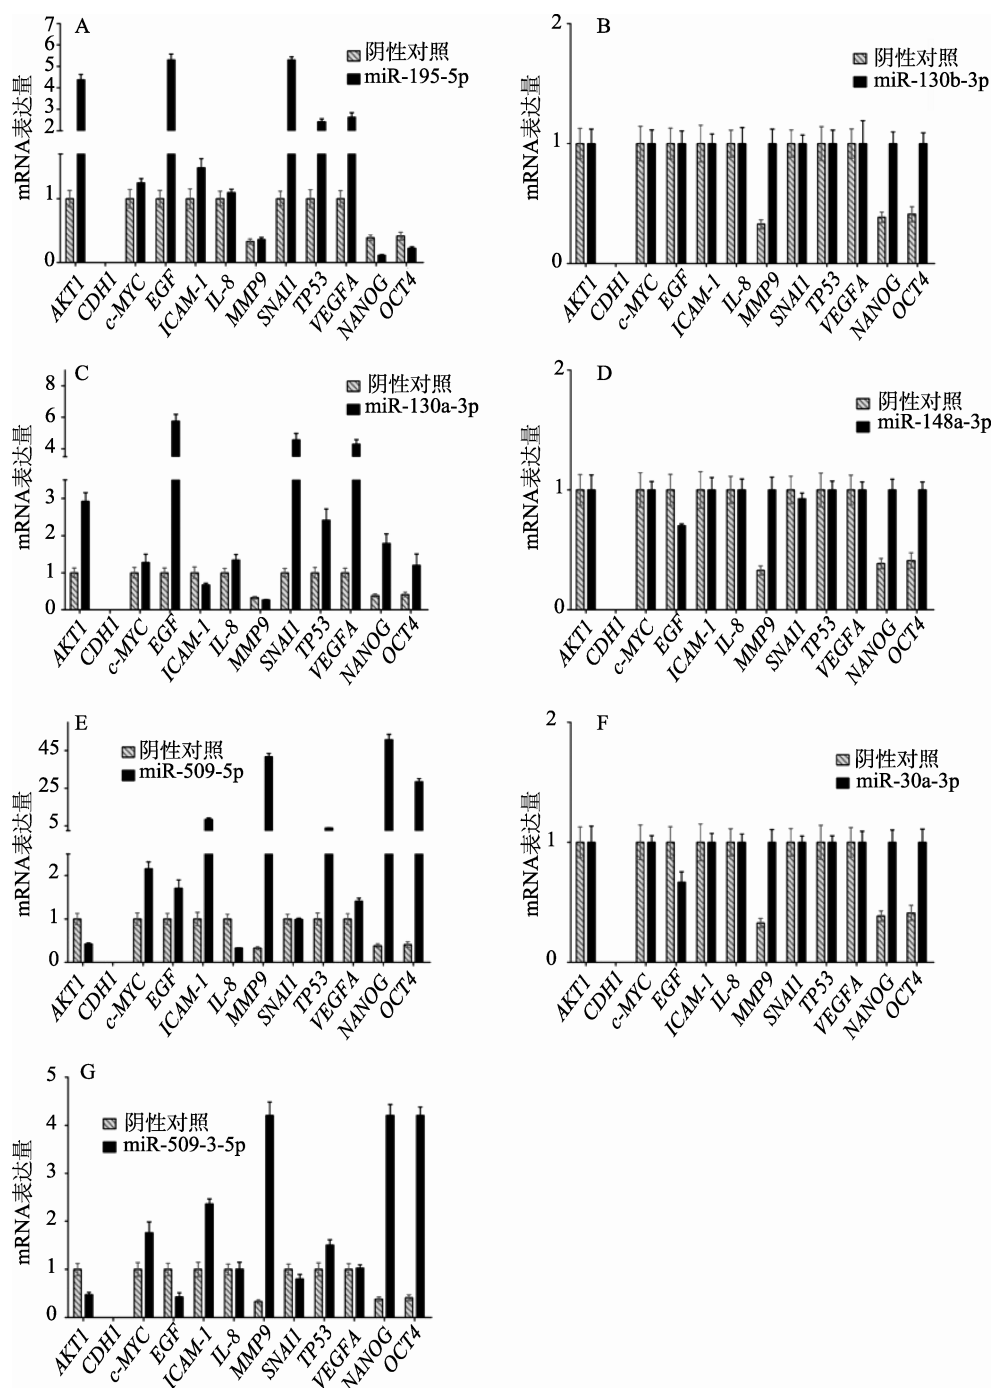 A
7
6
5
4
3
2
1
0
mRNA表达量
阴性对照
miR-195-5p
AKT1 CDH1 c-MYC EGF ICAM-1 IL-8 MMP9 SNAI1 TP53 VEGFA NANOG OCT4
B
2
1
0
mRNA表达量
阴性对照
miR-130b-3p
AKT1 CDH1 c-MYC EGF ICAM-1 IL-8 MMP9 SNAI1 TP53 VEGFA NANOG OCT4
C
8
6
4
3
2
1
0
mRNA表达量
阴性对照
miR-130a-3p
AKT1 CDH1 c-MYC EGF ICAM-1 IL-8 MMP9 SNAI1 TP53 VEGFA NANOG OCT4
D
2
1
0
mRNA表达量
阴性对照
miR-148a-3p
AKT1 CDH1 c-MYC EGF ICAM-1 IL-8 MMP9 SNAI1 TP53 VEGFA NANOG OCT4
E
45
25
5
2
1
0
mRNA表达量
阴性对照
miR-509-5p
AKT1 CDH1 c-MYC EGF ICAM-1 IL-8 MMP9 SNAI1 TP53 VEGFA NANOG OCT4
F
2
1
0
mRNA表达量
阴性对照
miR-30a-3p
AKT1 CDH1 c-MYC EGF ICAM-1 IL-8 MMP9 SNAI1 TP53 VEGFA NANOG OCT4
G
5
4
3
2
1
0
mRNA表达量
阴性对照
miR-509-3-5p
AKT1 CDH1 c-MYC EGF ICAM-1 IL-8 MMP9 SNAI1 TP53 VEGFA NANOG OCT4